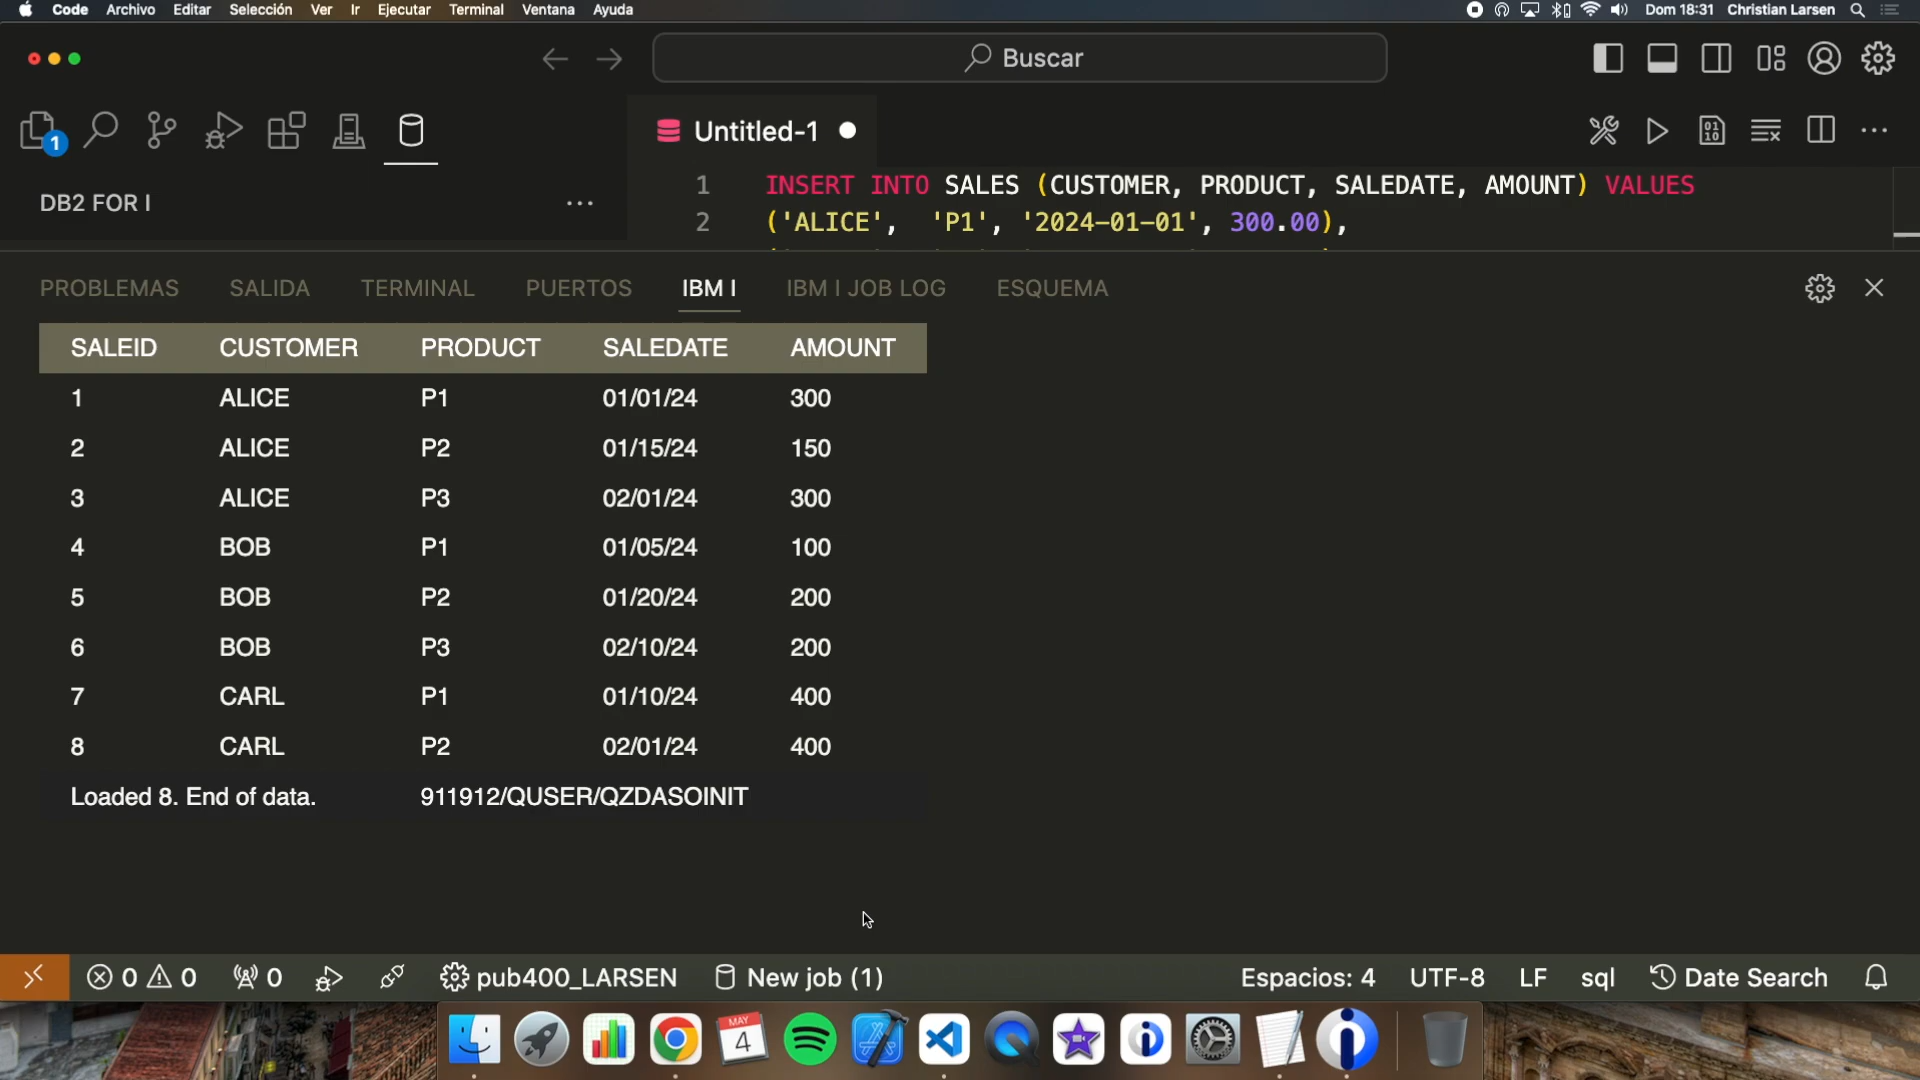 Code Archivo Editar Selección Ver Ir Ejecutar Terminal Ventana Ayuda Dom 18:31 Christian Larsen
Buscar
1
Untitled-1
DB2 FOR I
1 INSERT INTO SALES (CUSTOMER, PRODUCT, SALEDATE, AMOUNT) VALUES
2 ('ALICE', 'P1', '2024-01-01', 300.00),
PROBLEMAS SALIDA TERMINAL PUERTOS IBM I IBM I JOB LOG ESQUEMA
SALEID CUSTOMER PRODUCT SALEDATE AMOUNT
1 ALICE P1 01/01/24 300
2 ALICE P2 01/15/24 150
3 ALICE P3 02/01/24 300
4 BOB P1 01/05/24 100
5 BOB P2 01/20/24 200
6 BOB P3 02/10/24 200
7 CARL P1 01/10/24 400
8 CARL P2 02/01/24 400
Loaded 8. End of data. 911912/QUSER/QZDASOINIT
0 0 0 pub400_LARSEN New job (1) Espacios: 4 UTF-8 LF sql Date Search
MAY
4